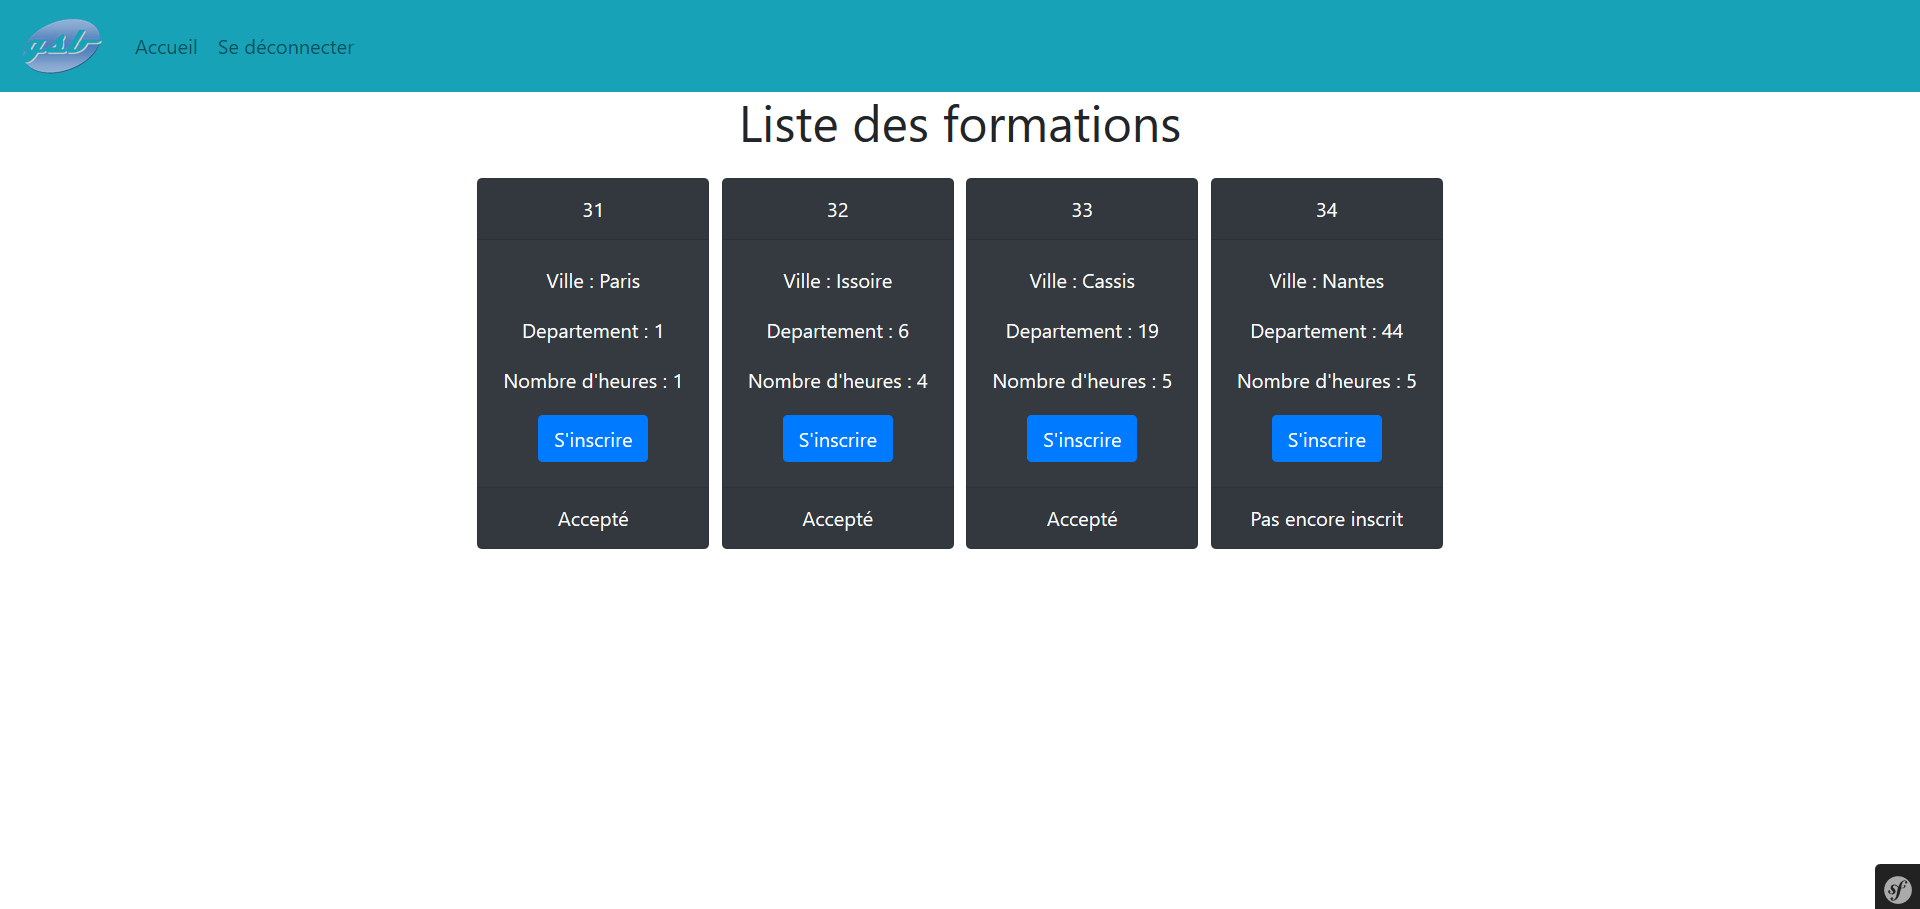 gsb
Accueil
Se déconnecter
Liste des formations
31
Ville : Paris
Departement : 1
Nombre d'heures : 1
S'inscrire
Accepté
32
Ville : Issoire
Departement : 6
Nombre d'heures : 4
S'inscrire
Accepté
33
Ville : Cassis
Departement : 19
Nombre d'heures : 5
S'inscrire
Accepté
34
Ville : Nantes
Departement : 44
Nombre d'heures : 5
S'inscrire
Pas encore inscrit
sf